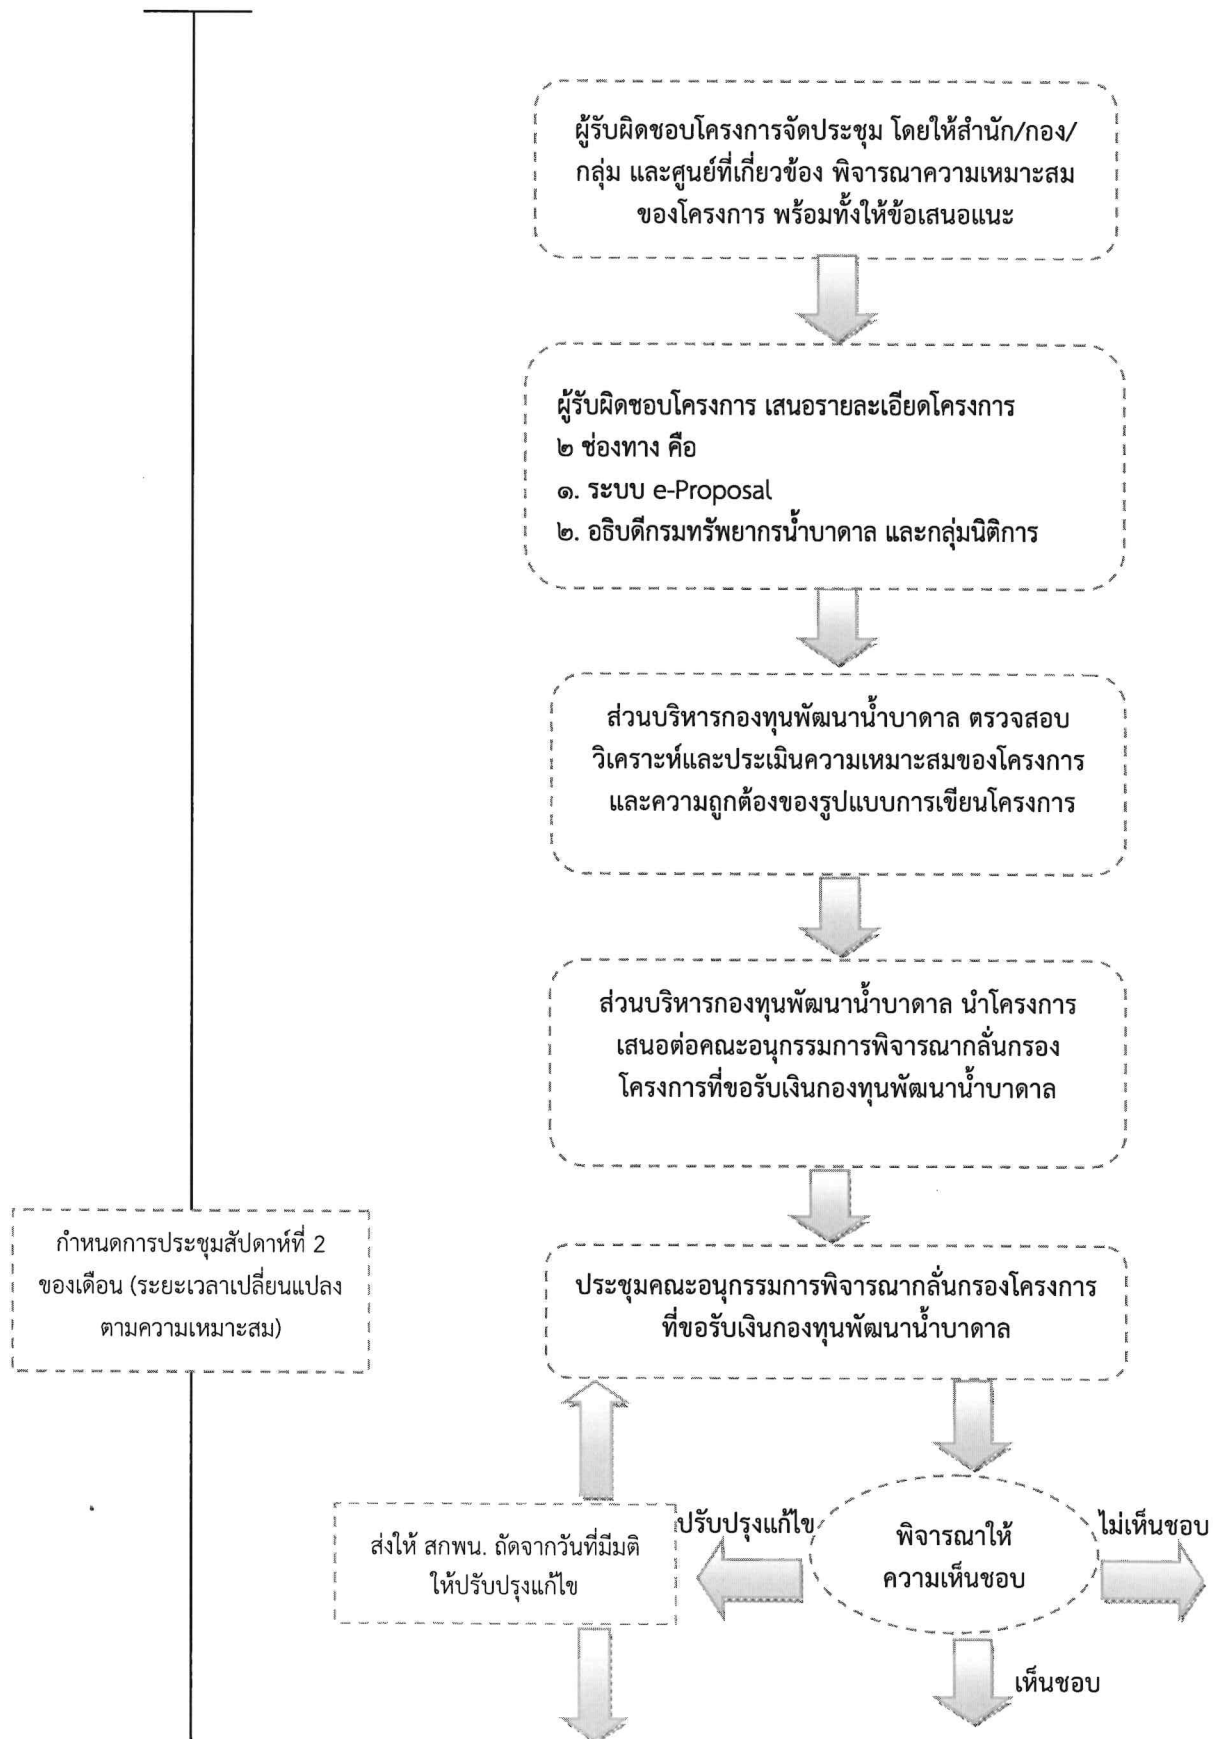 ผู้รับผิดชอบโครงการจัดประชุม โดยให้สำนัก/กอง/
กลุ่ม และศูนย์ที่เกี่ยวข้อง พิจารณาความเหมาะสม
ของโครงการ พร้อมทั้งให้ข้อเสนอแนะ
ผู้รับผิดชอบโครงการ เสนอรายละเอียดโครงการ
๒ ช่องทาง คือ
๑. ระบบ e-Proposal
๒. อธิบดีกรมทรัพยากรน้ำบาดาล และกลุ่มนิติการ
ส่วนบริหารกองทุนพัฒนาน้ำบาดาล ตรวจสอบ
วิเคราะห์และประเมินความเหมาะสมของโครงการ
และความถูกต้องของรูปแบบการเขียนโครงการ
ส่วนบริหารกองทุนพัฒนาน้ำบาดาล นำโครงการ
เสนอต่อคณะอนุกรรมการพิจารณากลั่นกรอง
โครงการที่ขอรับเงินกองทุนพัฒนาน้ำบาดาล
กำหนดการประชุมสัปดาห์ที่ 2
ของเดือน (ระยะเวลาเปลี่ยนแปลง
ตามความเหมาะสม)
ประชุมคณะอนุกรรมการพิจารณากลั่นกรองโครงการ
ที่ขอรับเงินกองทุนพัฒนาน้ำบาดาล
ส่งให้ สกพน. ถัดจากวันที่มีมติ
ให้ปรับปรุงแก้ไข
ปรับปรุงแก้ไข
พิจารณาให้
ความเห็นชอบ
ไม่เห็นชอบ
เห็นชอบ